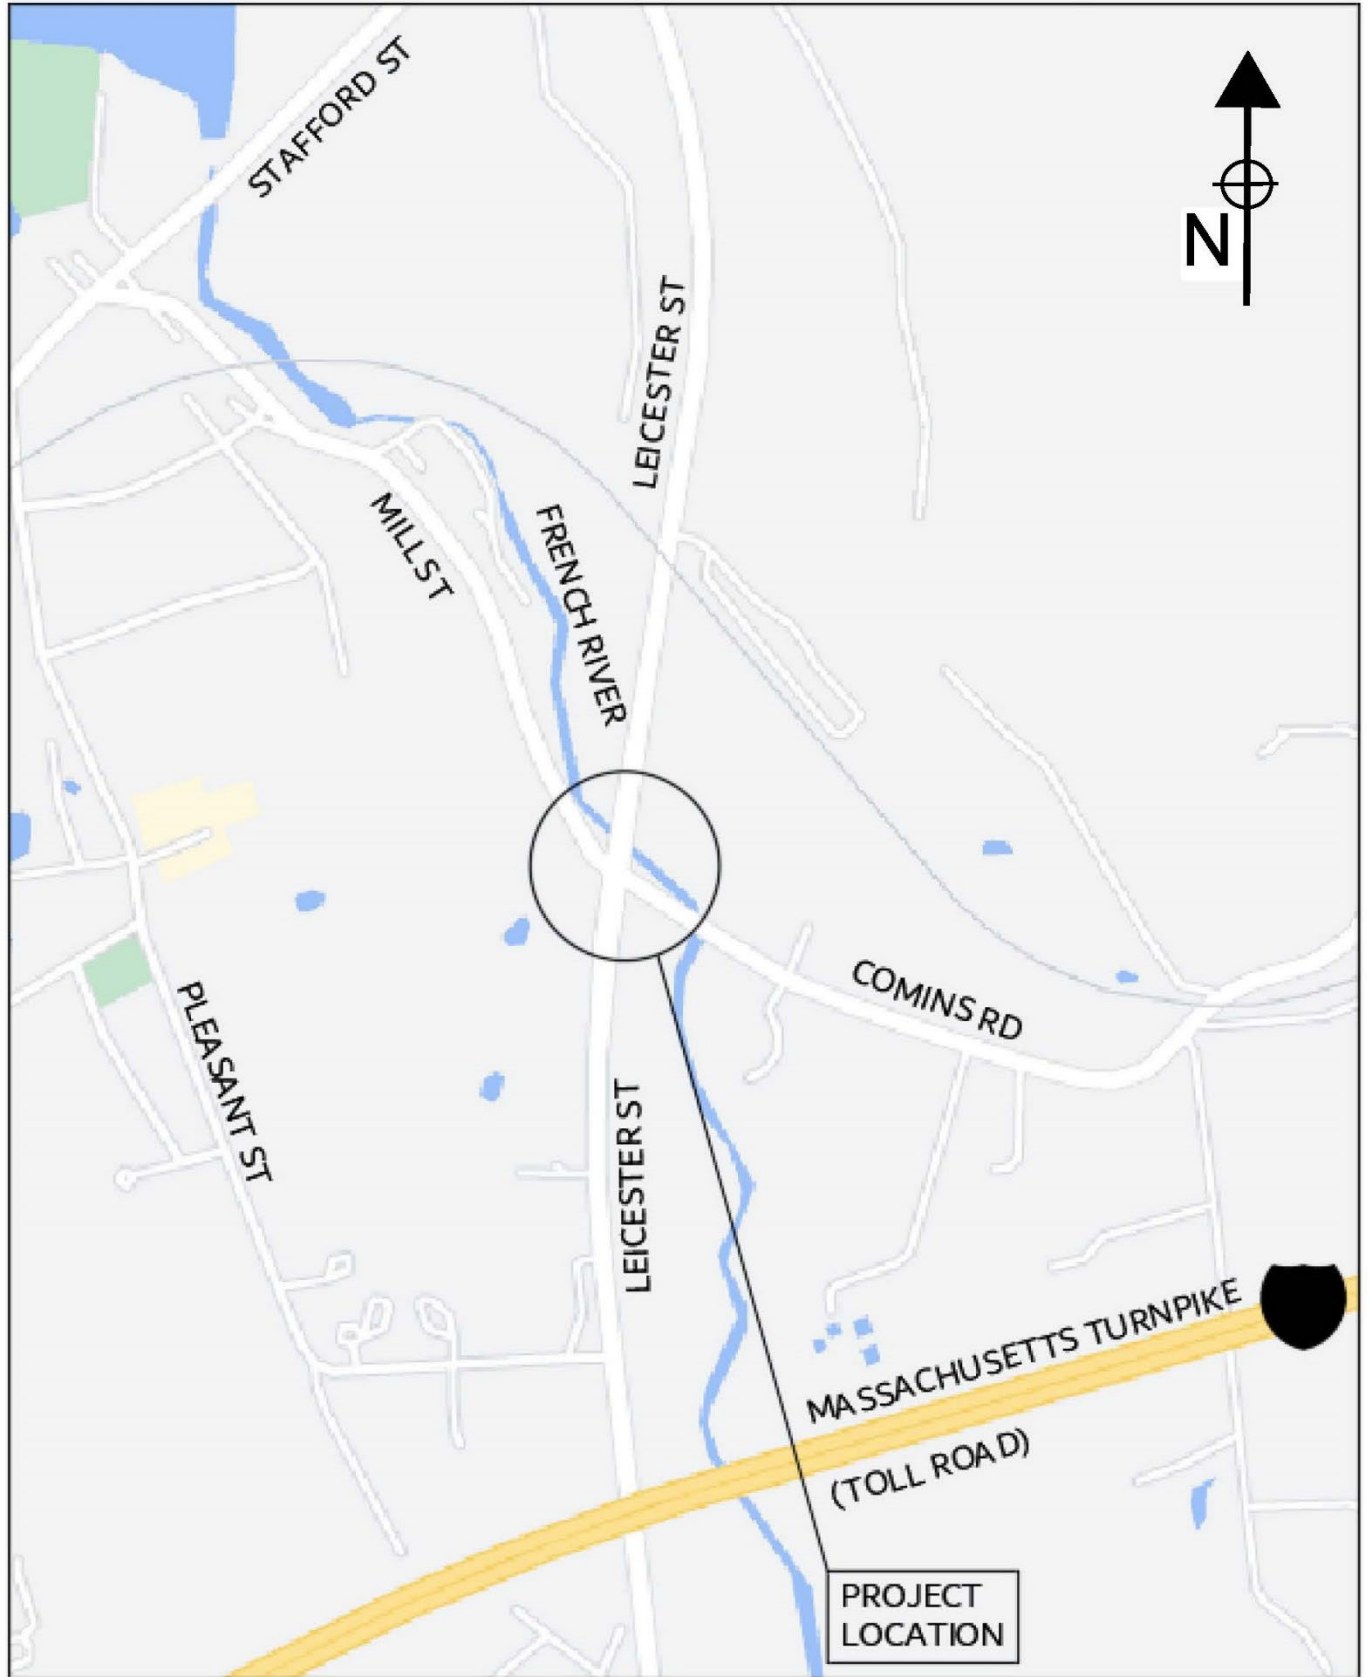 STAFFORD ST
N
LEICESTER ST
MILL ST
FRENCH RIVER
COMINS RD
PLEASANT ST
LEICESTER ST
MASSACHUSETTS TURNPIKE
(TOLL ROAD)
PROJECT
LOCATION